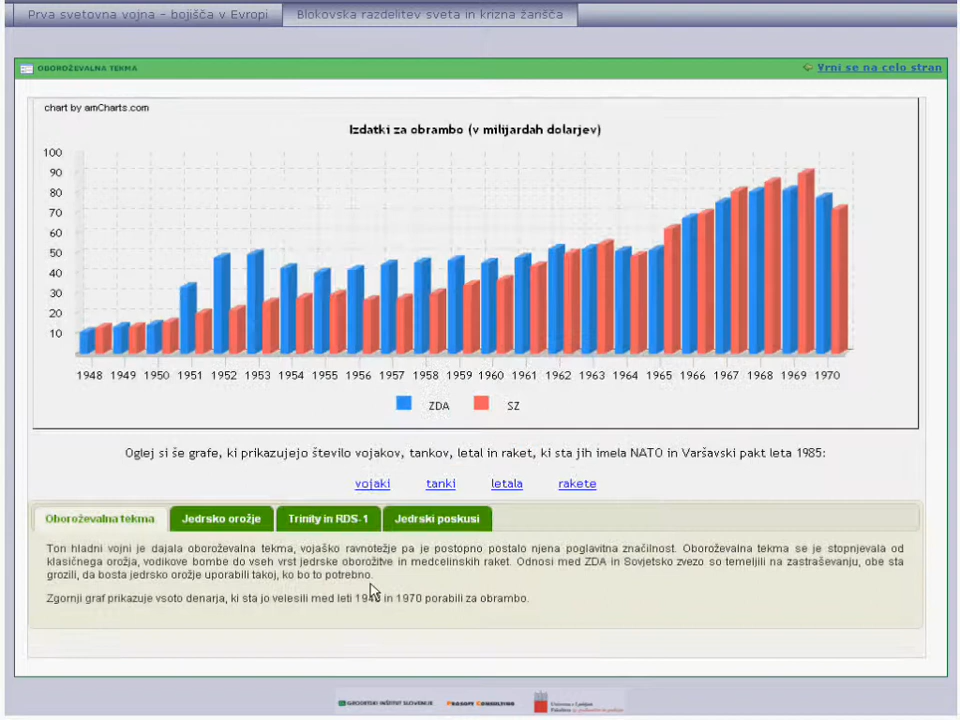 Prva svetovna vojna - bojišča v Evropi
Blokovska razdelitev sveta in krizna žarišča
OBOROŽEVALNA TEKMA
Vrni se na celo stran
chart by amCharts.com
Izdatki za obrambo (v milijardah dolarjev)
100
90
80
70
60
50
40
30
20
10
1948 1949 1950 1951 1952 1953 1954 1955 1956 1957 1958 1959 1960 1961 1962 1963 1964 1965 1966 1967 1968 1969 1970
ZDA SZ
Oglej si še grafe, ki prikazujejo število vojakov, tankov, letal in raket, ki sta jih imela NATO in Varšavski pakt leta 1985:
vojaki tanki letala rakete
Oboroževalna tekma Jedrsko orožje Trinity in RDS-1 Jedrski poskusi
Ton hladni vojni je dajala oboroževalna tekma, vojaško ravnotežje pa je postopno postalo njena poglavitna značilnost. Oboroževalna tekma se je stopnjevala od
klasičnega orožja, vodikove bombe do vseh vrst jedrske oborožitve in medcelinskih raket. Odnosi med ZDA in Sovjetsko zvezo so temeljili na zastraševanju, obe sta
grozili, da bosta jedrsko orožje uporabili takoj, ko bo to potrebno.
Zgornji graf prikazuje vsoto denarja, ki sta jo velesili med leti 1948 in 1970 porabili za obrambo.
GEODETSKI INŠTITUT SLOVENIJE